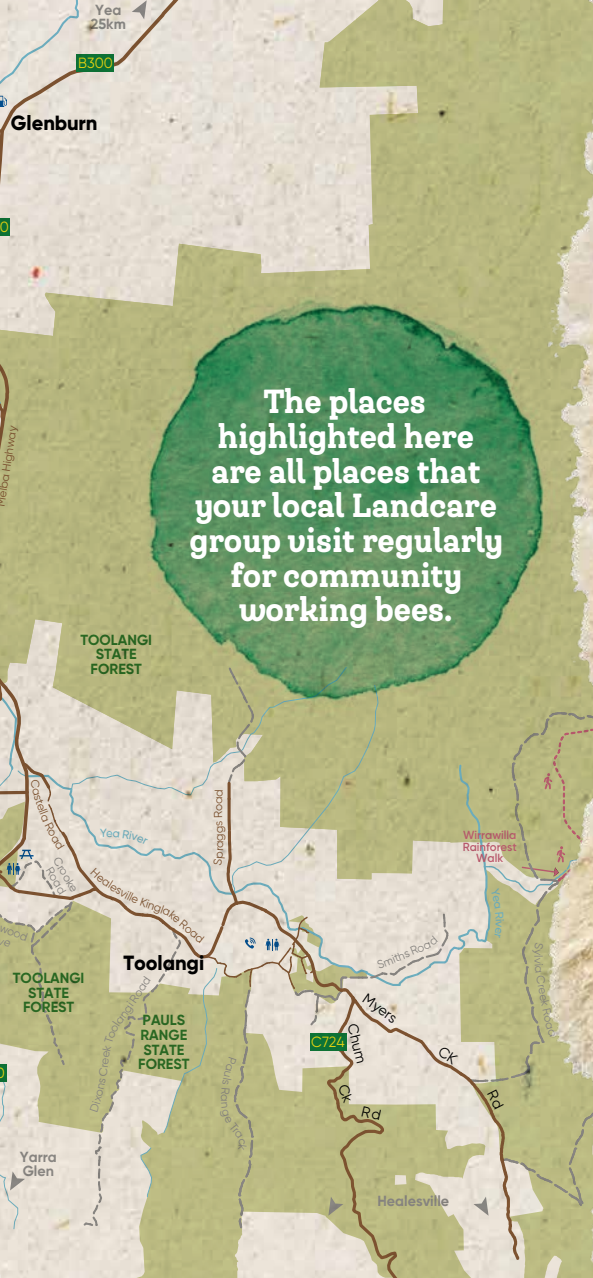 Yea
25km
B300
Glenburn
0
Melba Highway
The places
highlighted here
are all places that
your local Landcare
group visit regularly
for community
working bees.
TOOLANGI
STATE
FOREST
Castella Road
Spraggs Road
Yea River
Wirrawilla
Rainforest
Walk
Crooke
Road
Healesville Kinglake Road
Yea River
Smiths Road
Sylvia Creek Road
Toolangi
TOOLANGI
STATE
FOREST
Dixons Creek Toolangi Road
PAULS
RANGE
STATE
FOREST
Pauls Range Track
Myers
CK
Rd
C724
Chum
Ck
Rd
0
Yarra
Glen
Healesville